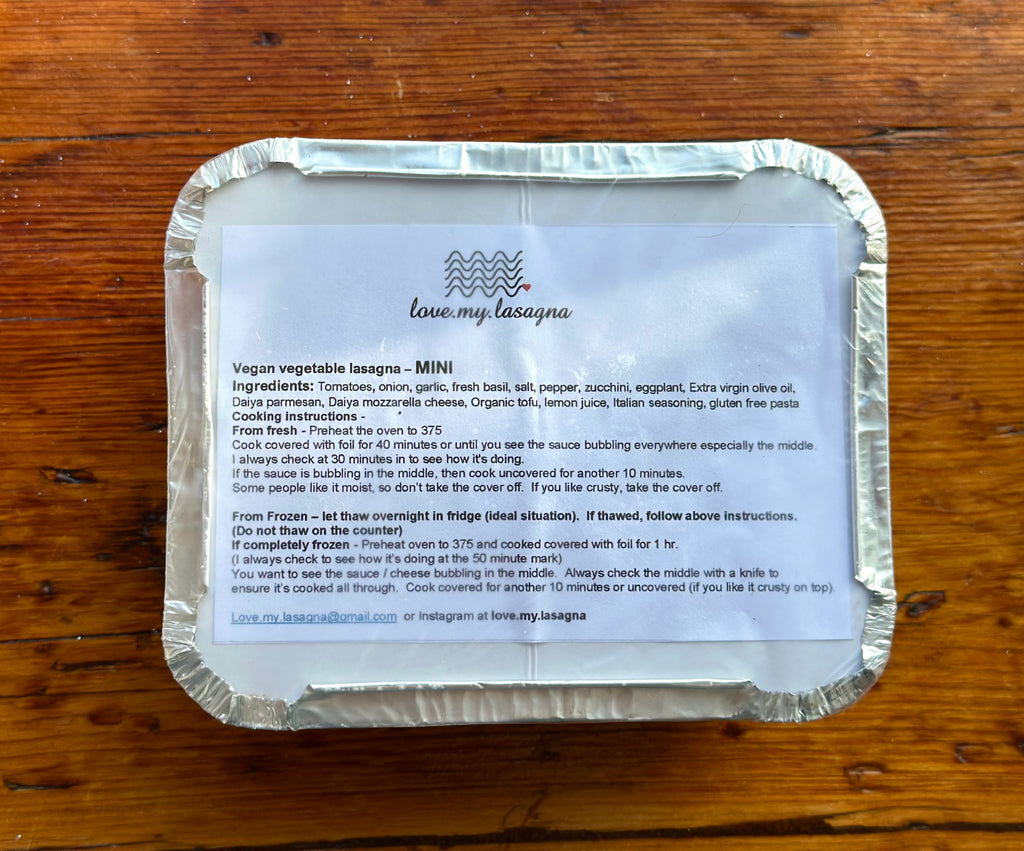 love.my.lasagna
Vegan vegetable lasagna – MINI
Ingredients: Tomatoes, onion, garlic, fresh basil, salt, pepper, zucchini, eggplant, Extra virgin olive oil,
Daiya parmesan, Daiya mozzarella cheese, Organic tofu, lemon juice, Italian seasoning, gluten free pasta
Cooking instructions -
From fresh - Preheat the oven to 375
Cook covered with foil for 40 minutes or until you see the sauce bubbling everywhere especially the middle.
I always check at 30 minutes in to see how it's doing.
If the sauce is bubbling in the middle, then cook uncovered for another 10 minutes.
Some people like it moist, so don't take the cover off.  If you like crusty, take the cover off.
From Frozen – let thaw overnight in fridge (ideal situation).  If thawed, follow above instructions.
(Do not thaw on the counter)
If completely frozen - Preheat oven to 375 and cooked covered with foil for 1 hr.
(I always check to see how it's doing at the 50 minute mark)
You want to see the sauce / cheese bubbling in the middle.  Always check the middle with a knife to
ensure it's cooked all through.  Cook covered for another 10 minutes or uncovered (if you like it crusty on top).
Love.my.lasagna@gmail.com  or Instagram at love.my.lasagna